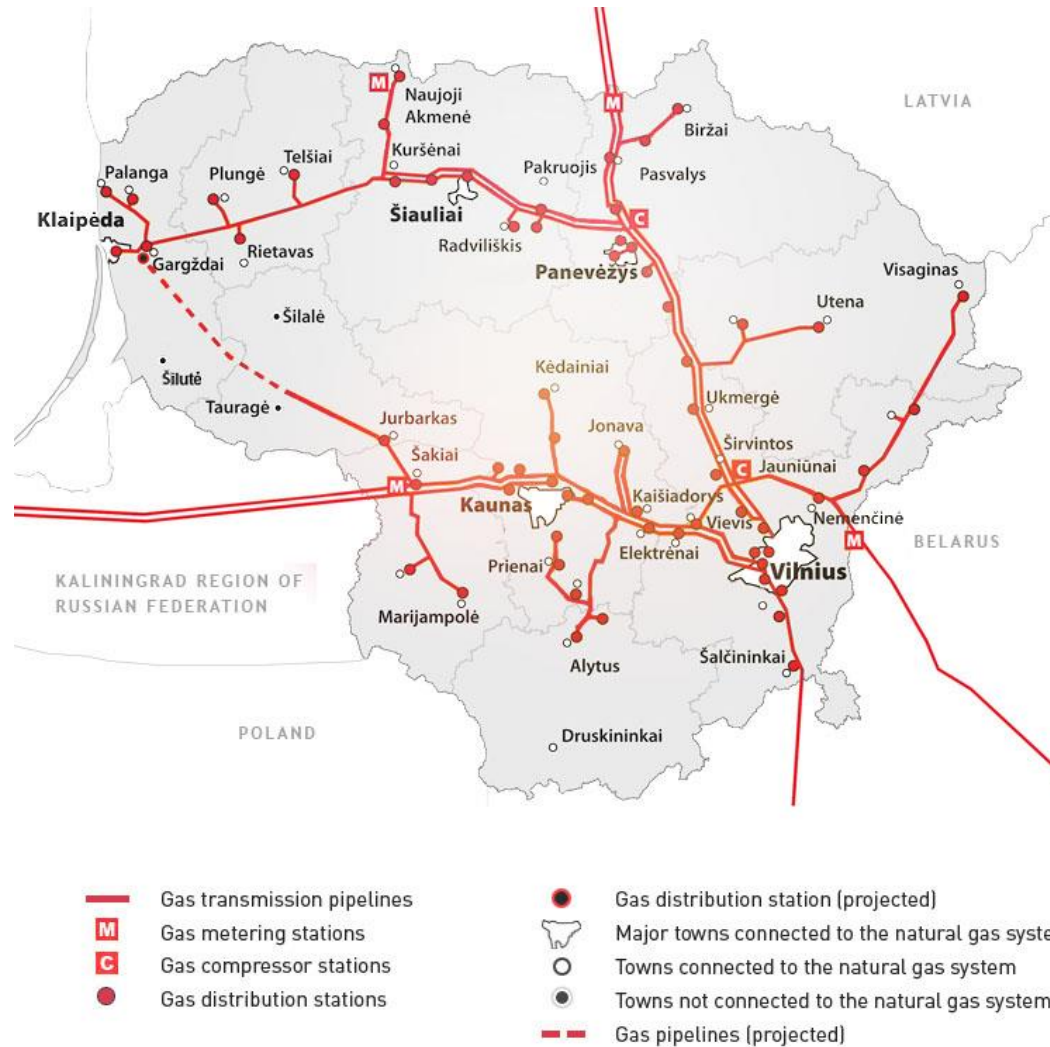 M
Naujoji
Akmenė
M
LATVIA
Biržai
Kuršėnai
Telšiai
Palanga
Plungė
Pakruojis
Pasvalys
Klaipėda
Šiauliai
C
Radviliškis
Gargždai
Rietavas
Panevėžys
Visaginas
Utena
Šilalė
Šilutė
Kėdainiai
Tauragė
Ukmergė
Jurbarkas
Jonava
Širvintos
Šakiai
C
Jauniūnai
M
Kaunas
Kaišiadorys
Vievis
Nemenčinė
Elektrėnai
M
BELARUS
Prienai
Vilnius
KALININGRAD REGION OF
RUSSIAN FEDERATION
Marijampolė
Šalčininkai
Alytus
POLAND
Druskininkai
Gas transmission pipelines
M
Gas metering stations
C
Gas compressor stations
Gas distribution stations
Gas distribution station (projected)
Major towns connected to the natural gas syste
Towns connected to the natural gas system
Towns not connected to the natural gas system
Gas pipelines (projected)